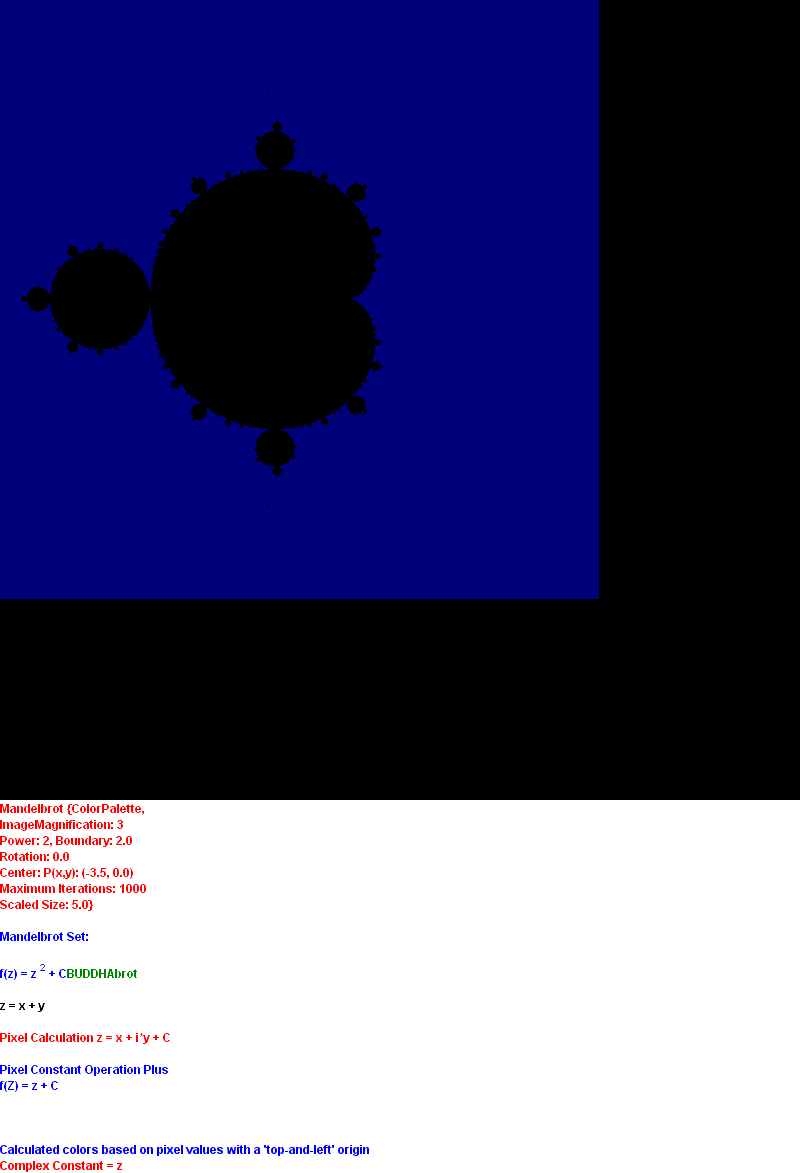 Mandelbrot {ColorPalette,
ImageMagnification: 3
Power: 2, Boundary: 2.0
Rotation: 0.0
Center: P(x,y): (-3.5, 0.0)
Maximum Iterations: 1000
Scaled Size: 5.0}
Mandelbrot Set:
f(z) = z 2 + CBUDDHAbrot
z = x + y
Pixel Calculation z = x + i*y + C
Pixel Constant Operation Plus
f(Z) = z + C
Calculated colors based on pixel values with a 'top-and-left' origin
Complex Constant = z